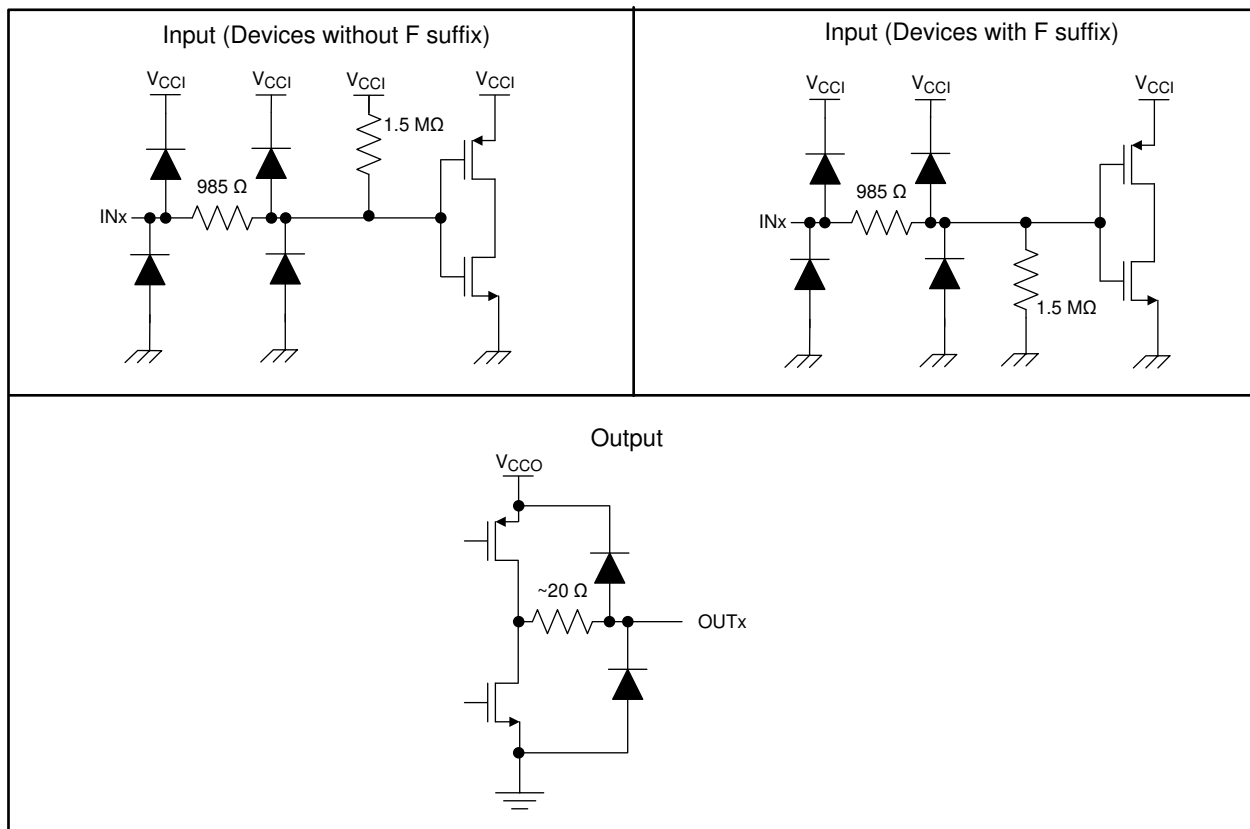 Input (Devices without F suffix)
VCCI VCCI VCCI VCCI
1.5 MΩ
985 Ω
INx
Input (Devices with F suffix)
VCCI VCCI VCCI
985 Ω
INx
1.5 MΩ
Output
VCCO
~20 Ω
OUTx